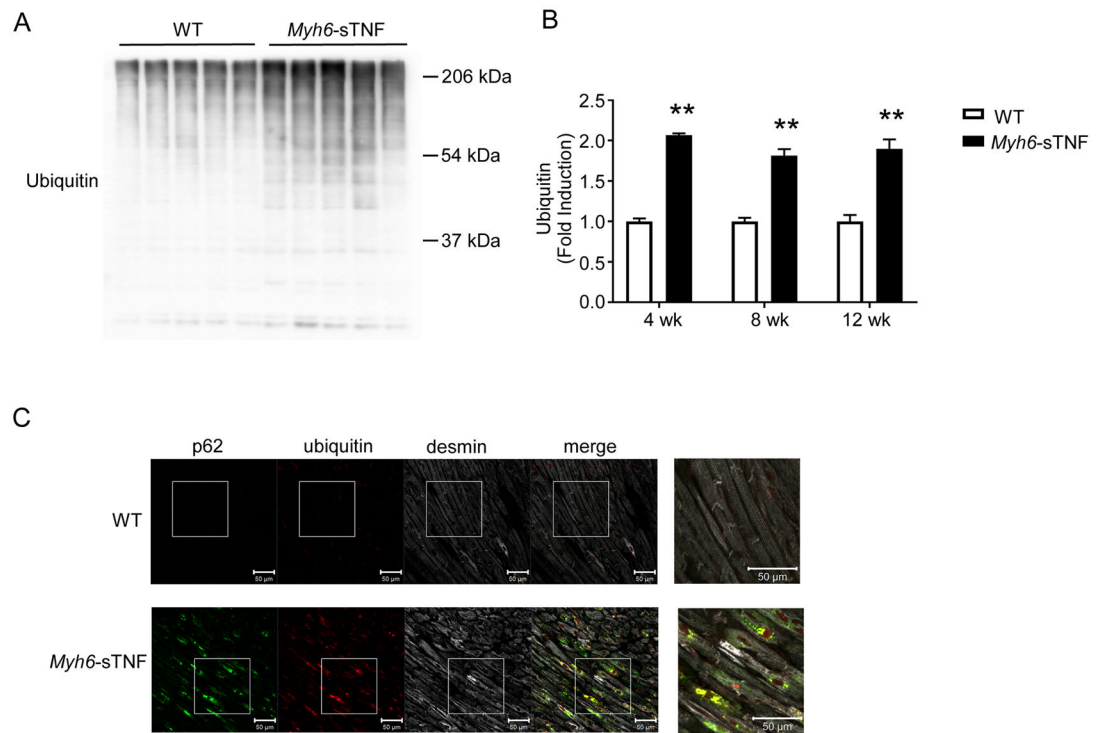 A
WT
Myh6-sTNF
206 kDa
54 kDa
Ubiquitin
37 kDa
B
2.5
**
**
**
2.0
1.5
1.0
0.5
0.0
Ubiquitin
(Fold Induction)
4 wk
8 wk
12 wk
WT
Myh6-sTNF
C
p62
ubiquitin
desmin
merge
WT
50 µm
50 µm
50 µm
50 µm
50 µm
Myh6-sTNF
50 µm
50 µm
50 µm
50 µm
50 µm